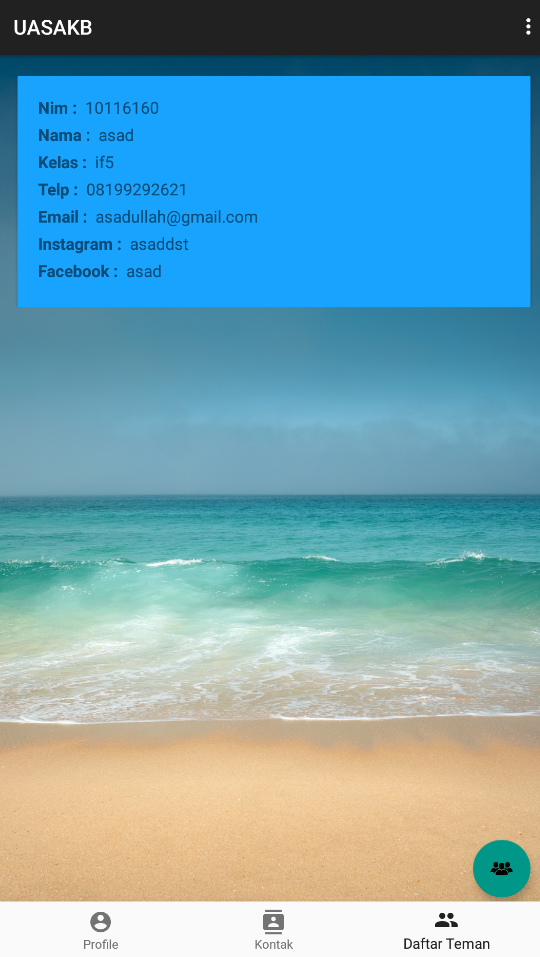 UASAKB
Nim : 10116160
Nama : asad
Kelas : if5
Telp : 08199292621
Email : asadullah@gmail.com
Instagram : asaddst
Facebook : asad
Profile
Kontak
Daftar Teman